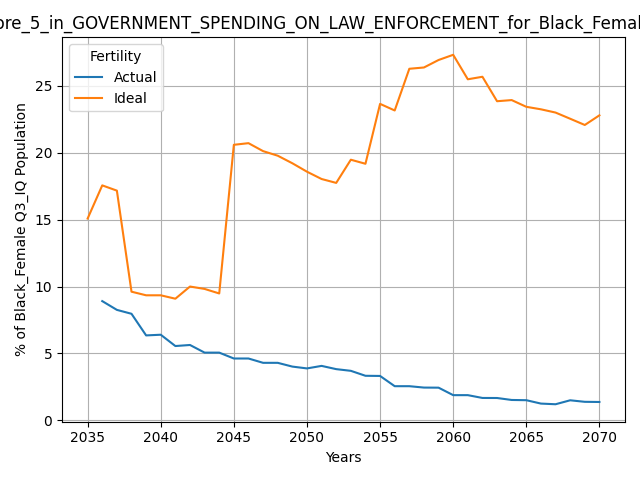 ore_5_in_GOVERNMENT_SPENDING_ON_LAW_ENFORCEMENT_for_Black_Femal
Fertility
Actual
Ideal
% of Black_Female Q3_IQ Population
25
20
15
10
5
0
2035 2040 2045 2050 2055 2060 2065 2070
Years